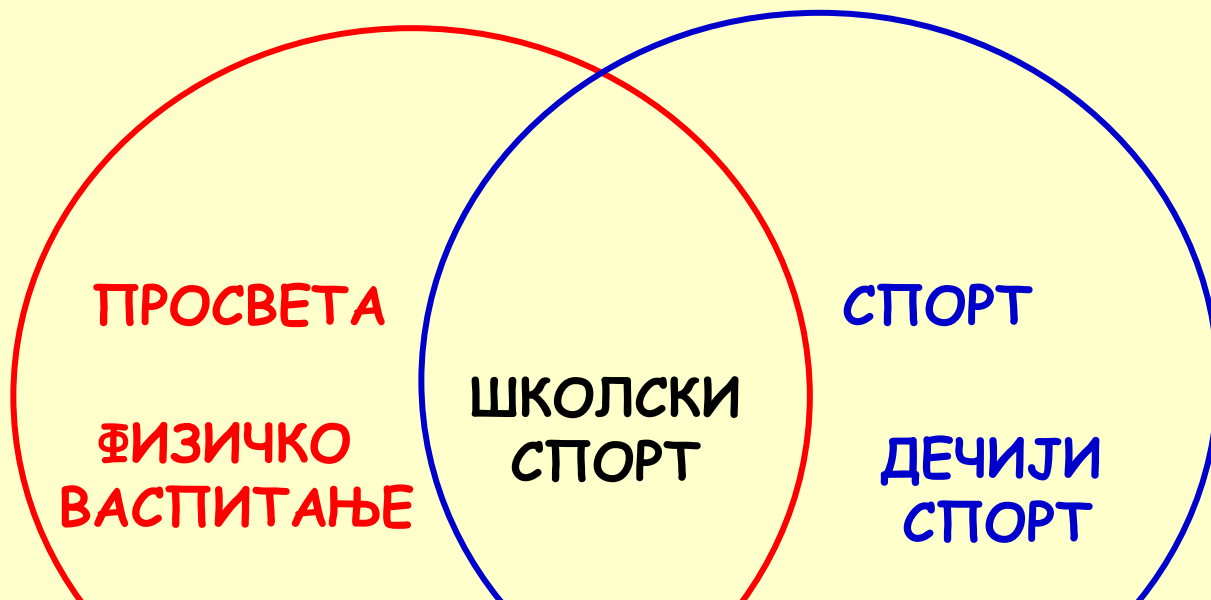 ПРОСВЕТА
ФИЗИЧКО
ВАСПИТАЊЕ
ШКОЛСКИ
СПОРТ
СПОРТ
ДЕЧИЈИ
СПОРТ